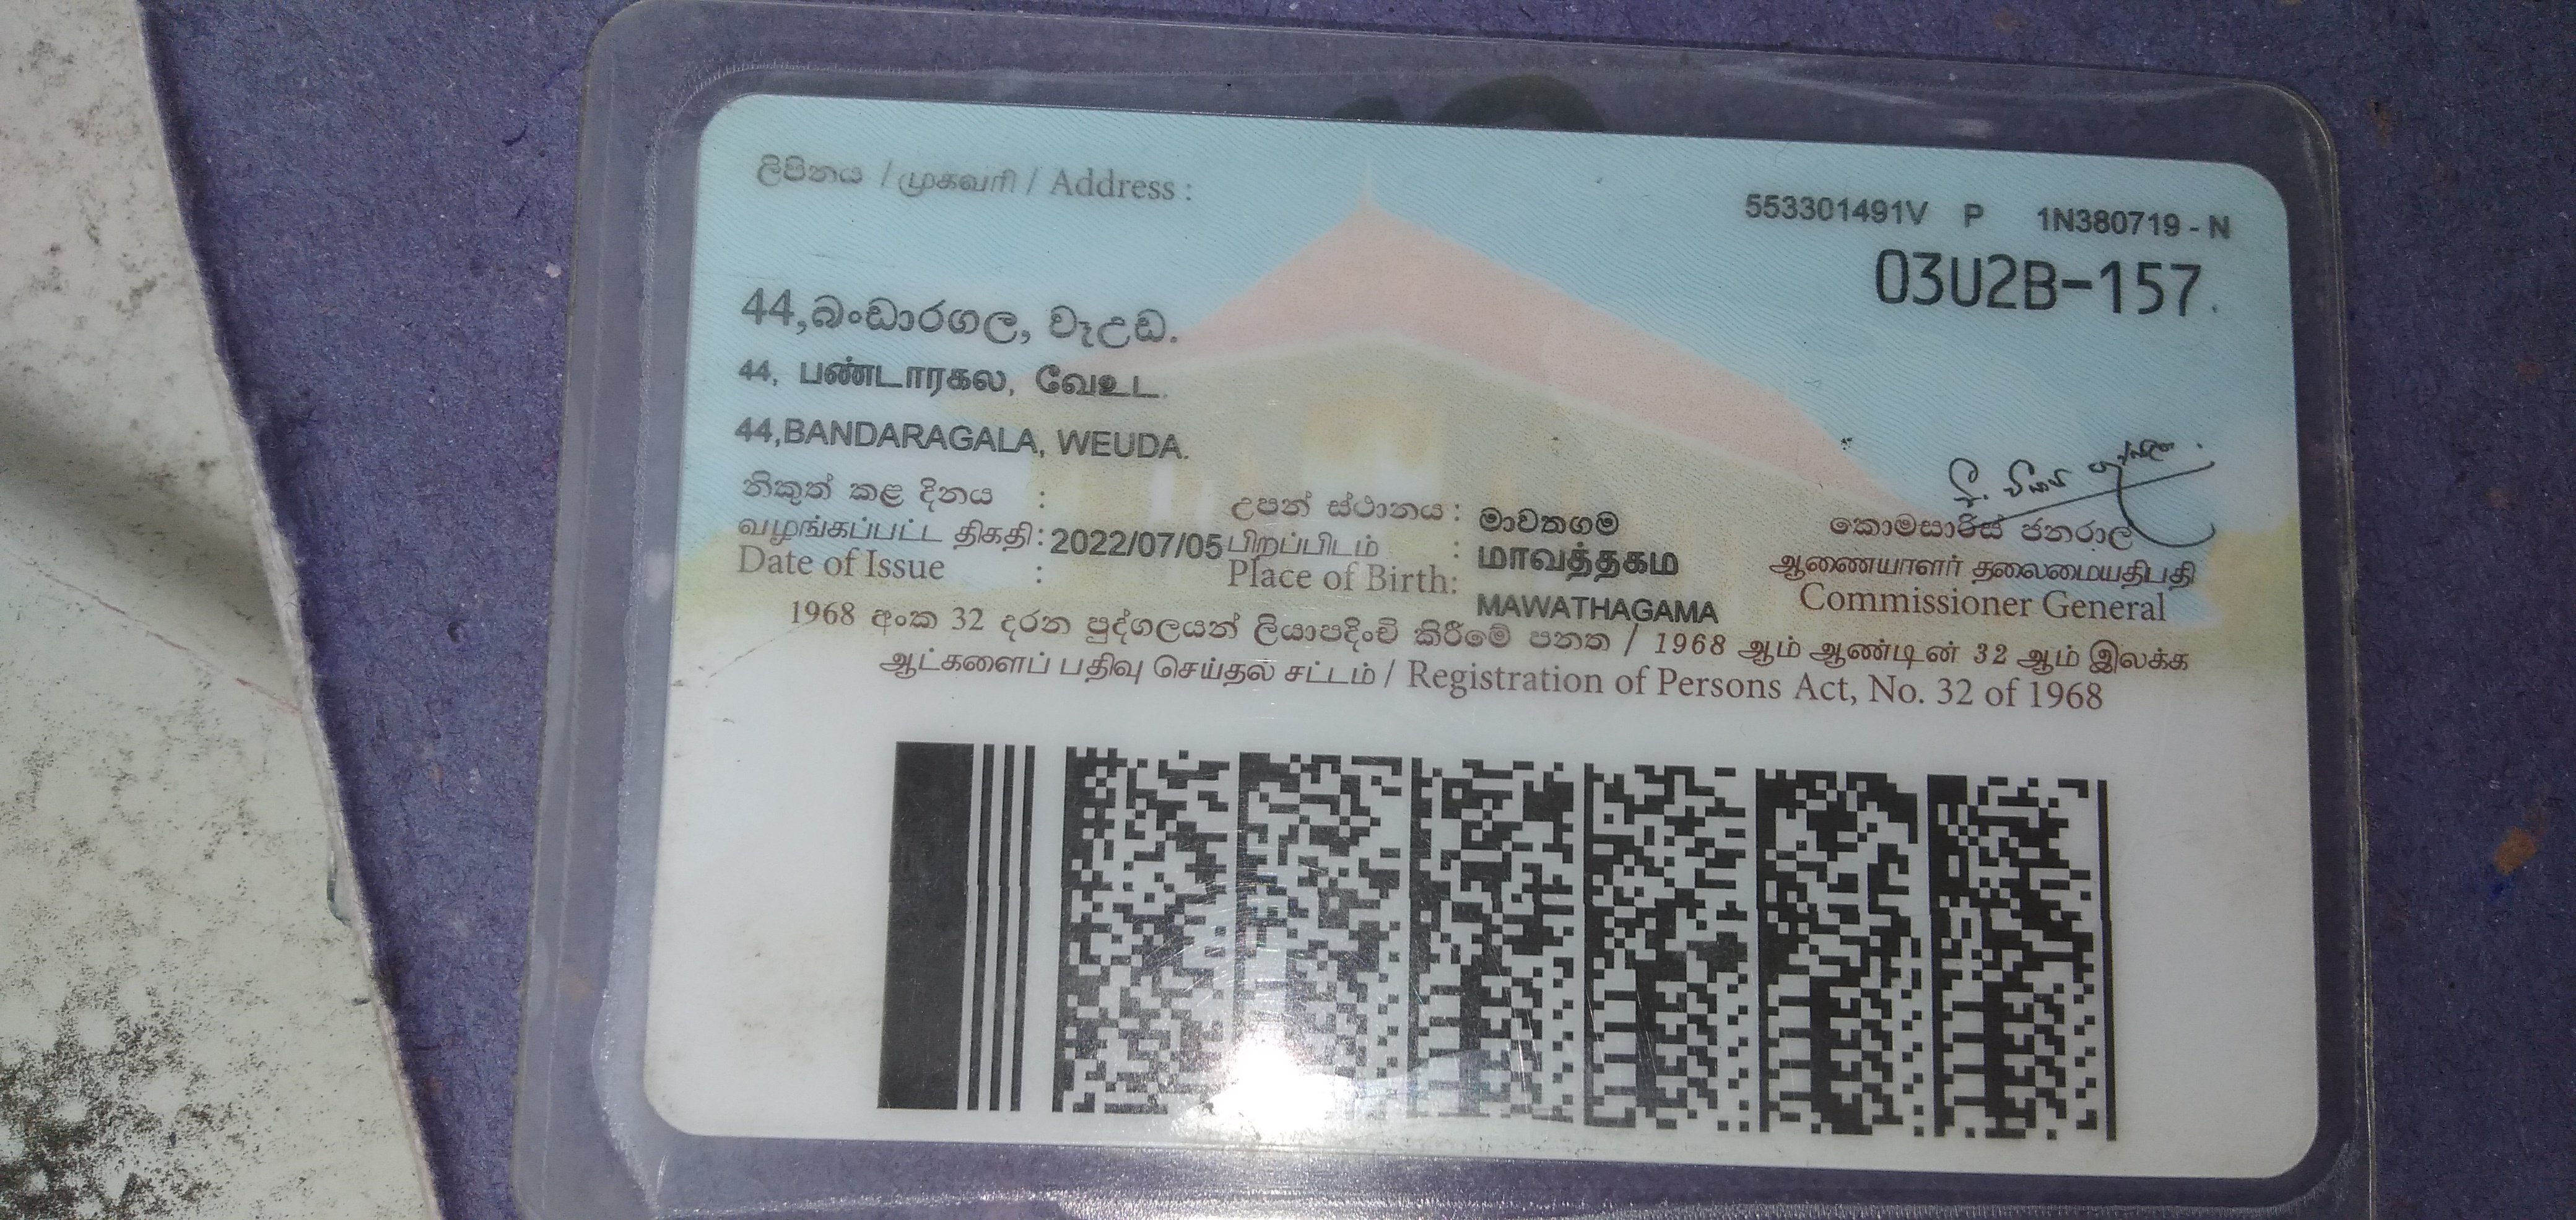 ලිපිනය / முகவரி / Address :
553301491V P 1N380719 - N
03U2B-157.
44,බංඩාරගල, වෑඋඩ.
44, பண்டாரகல, வேஉட.
44,BANDARAGALA, WEUDA.
නිකුත් කළ දිනය :
வழங்கப்பட்ட திகதி : 2022/07/05
Date of Issue :
උපන් ස්ථානය : මාවතගම
பிறப்பிடம் : மாவத்தகம
Place of Birth: MAWATHAGAMA
කොමසාරිස් ජනරාල්
ஆணையாளர் தலைமையதிபதி
Commissioner General
1968 අංක 32 දරන පුද්ගලයන් ලියාපදිංචි කිරීමේ පනත / 1968 ஆம் ஆண்டின் 32 ஆம் இலக்க
ஆட்களைப் பதிவு செய்தல் சட்டம் / Registration of Persons Act, No. 32 of 1968